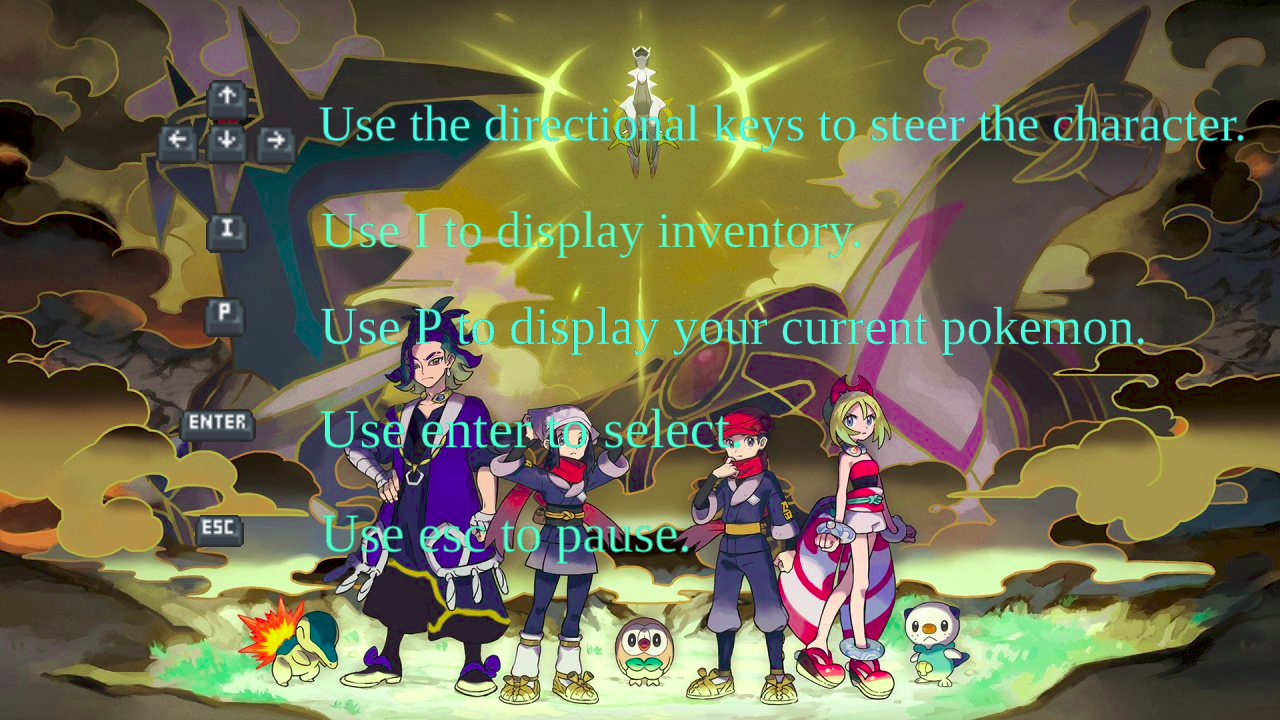 Use the directional keys to steer the character.
I
Use I to display inventory.
P
Use P to display your current pokemon.
ENTER
Use enter to select.
ESC
Use esc to pause.